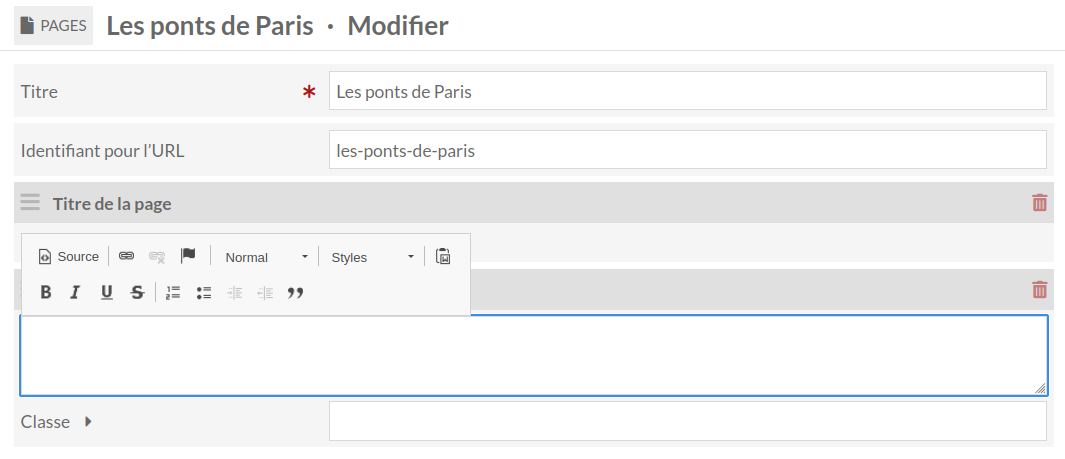 PAGES Les ponts de Paris · Modifier
Titre * Les ponts de Paris
Identifiant pour l’URL les-ponts-de-paris
Titre de la page
Source Normal Styles
B I U S
Classe